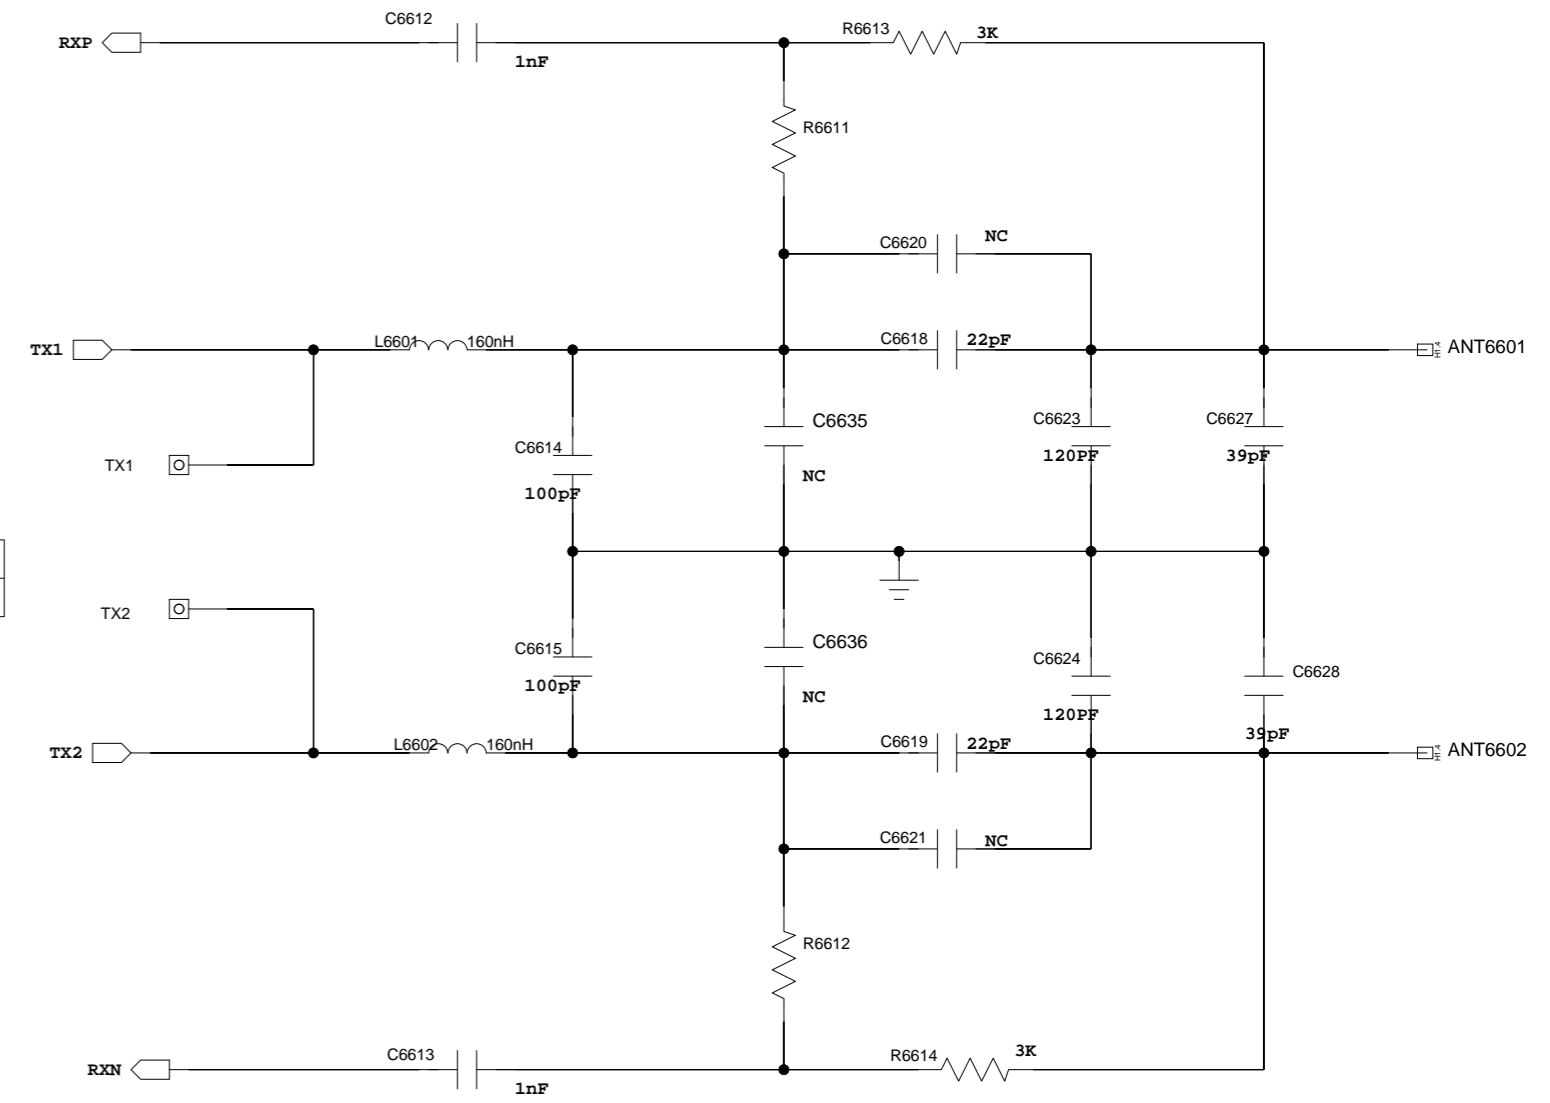 C6612
RXP
1nF
R6613
3K
R6611
C6620
NC
TX1
L6601
160nH
C6618
22pF
ANT6601
C6635
NC
C6614
100pF
C6623
120PF
C6627
39pF
TX1
TX2
C6615
100pF
C6636
NC
C6624
120PF
C6628
39pF
TX2
L6602
160nH
C6619
22pF
ANT6602
C6621
NC
R6612
RXN
C6613
1nF
R6614
3K